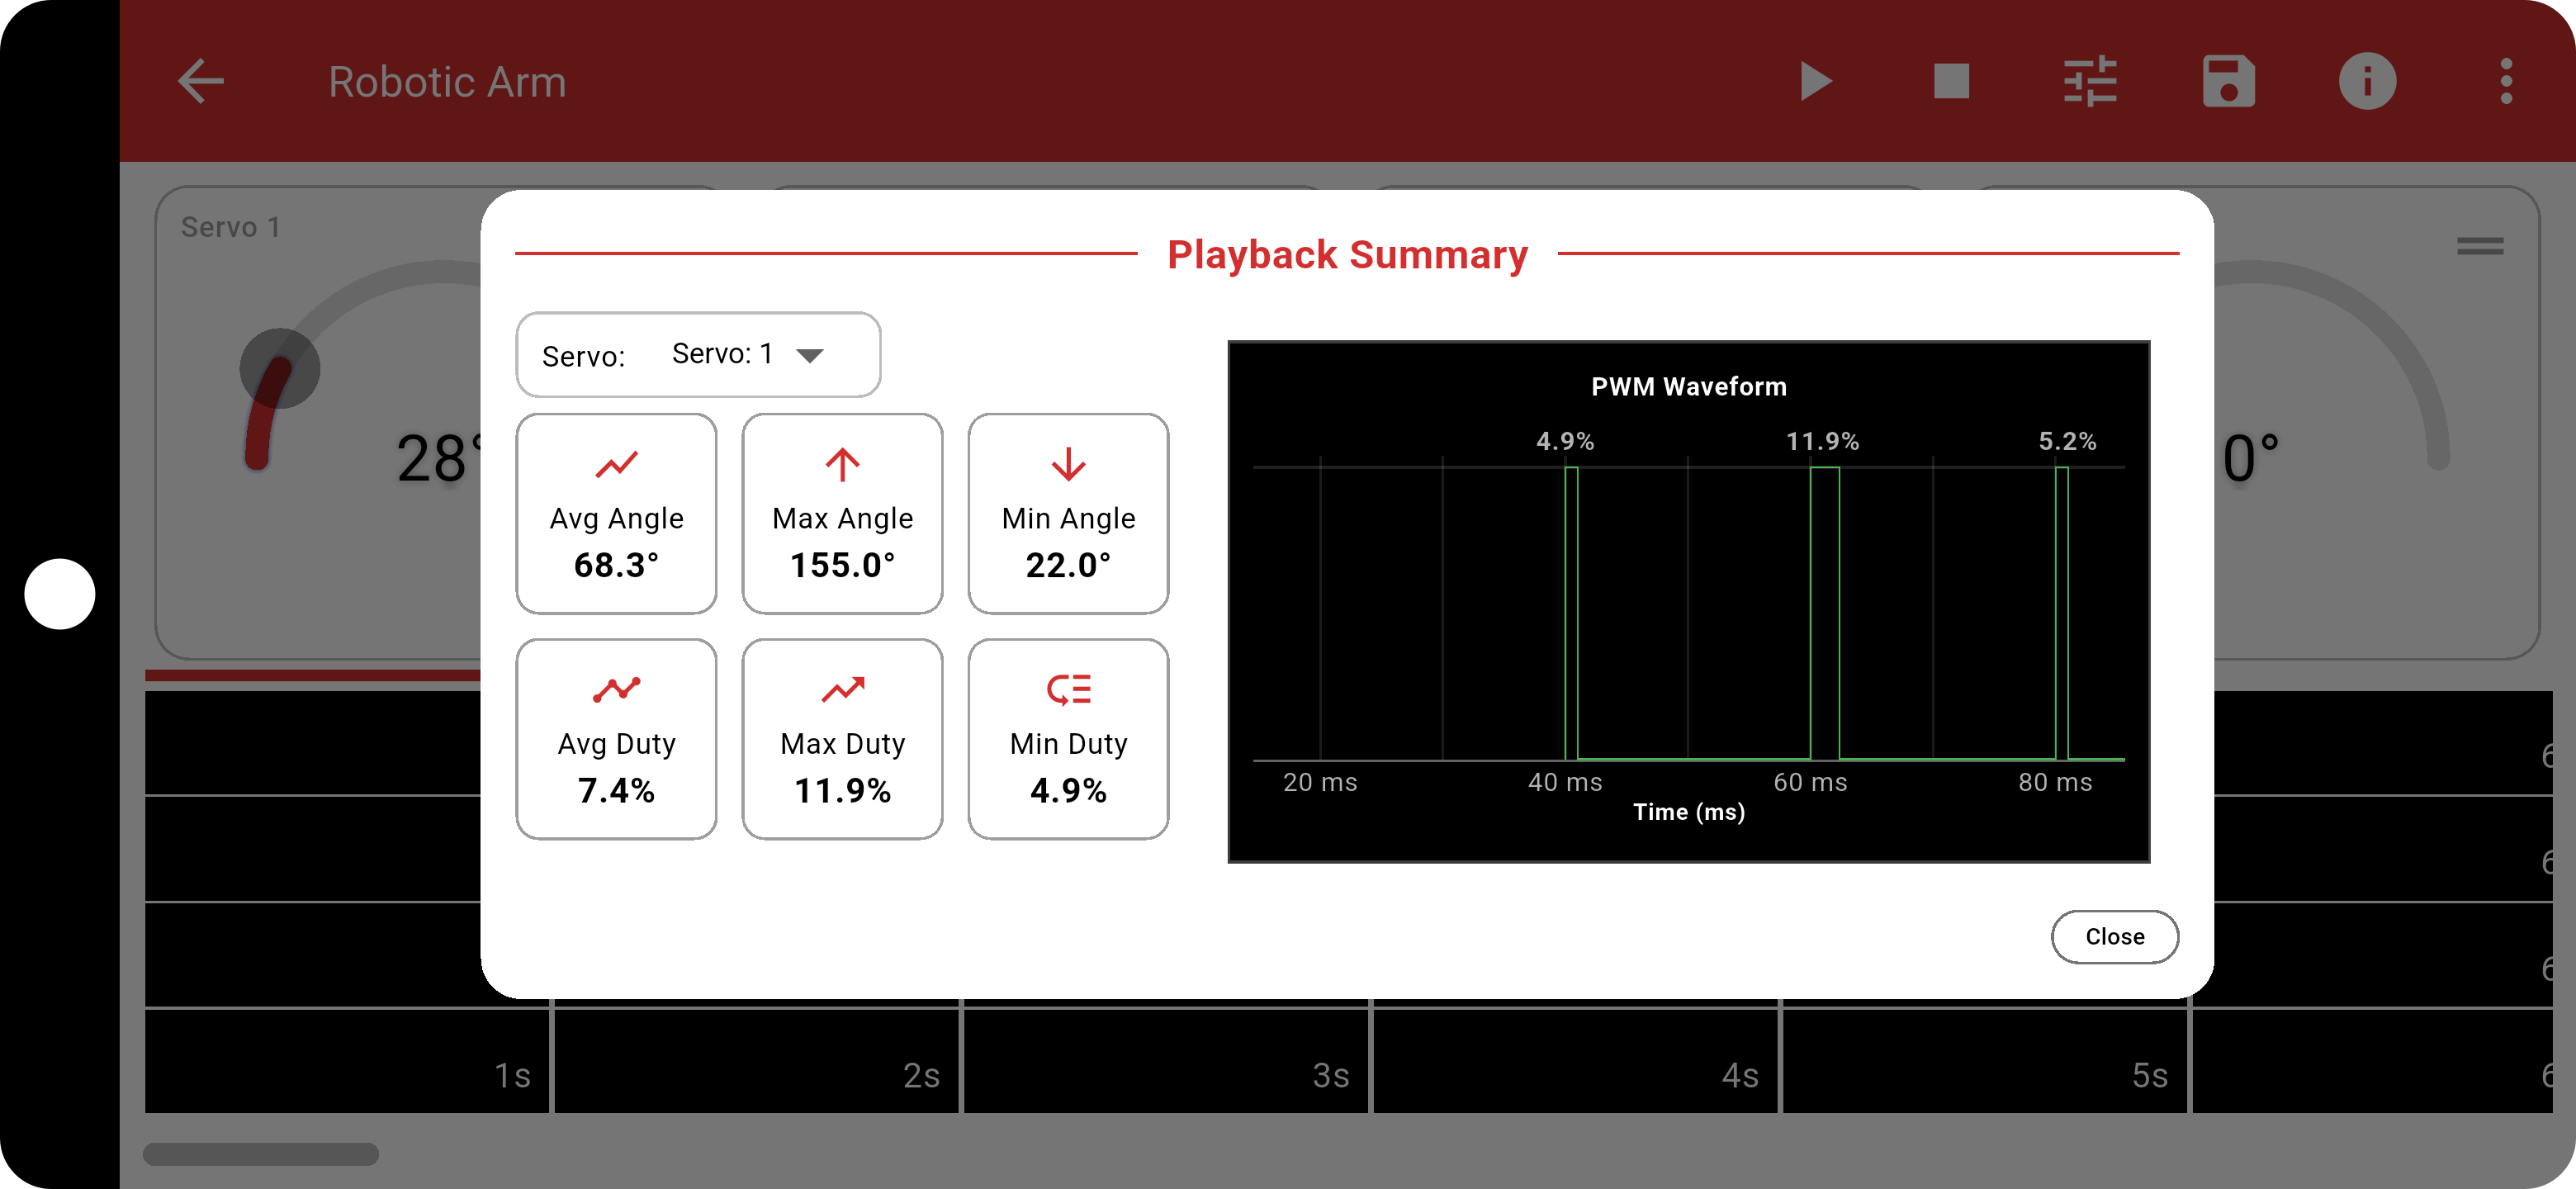 Robotic Arm
Servo 1
28°
0°
Playback Summary
Servo: Servo: 1
Avg Angle
68.3°
Max Angle
155.0°
Min Angle
22.0°
Avg Duty
7.4%
Max Duty
11.9%
Min Duty
4.9%
PWM Waveform
4.9% 11.9% 5.2%
20 ms 40 ms 60 ms 80 ms
Time (ms)
Close
1s 2s 3s 4s 5s